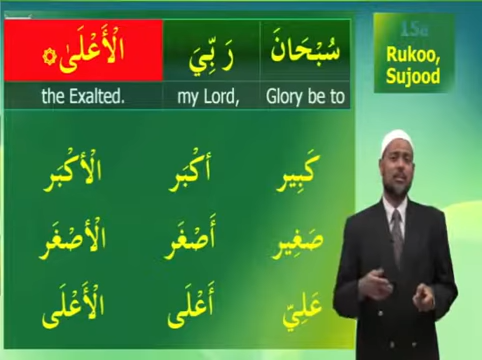 سُبْحَانَ رَبِّيَ الْأَعْلَىٰ ۞
Glory be to my Lord, the Exalted.
كَبِير أَكْبَر الْأَكْبَر
صَغِير أَصْغَر الْأَصْغَر
عَلِيّ أَعْلَى الْأَعْلَى
15a
Rukoo,
Sujood